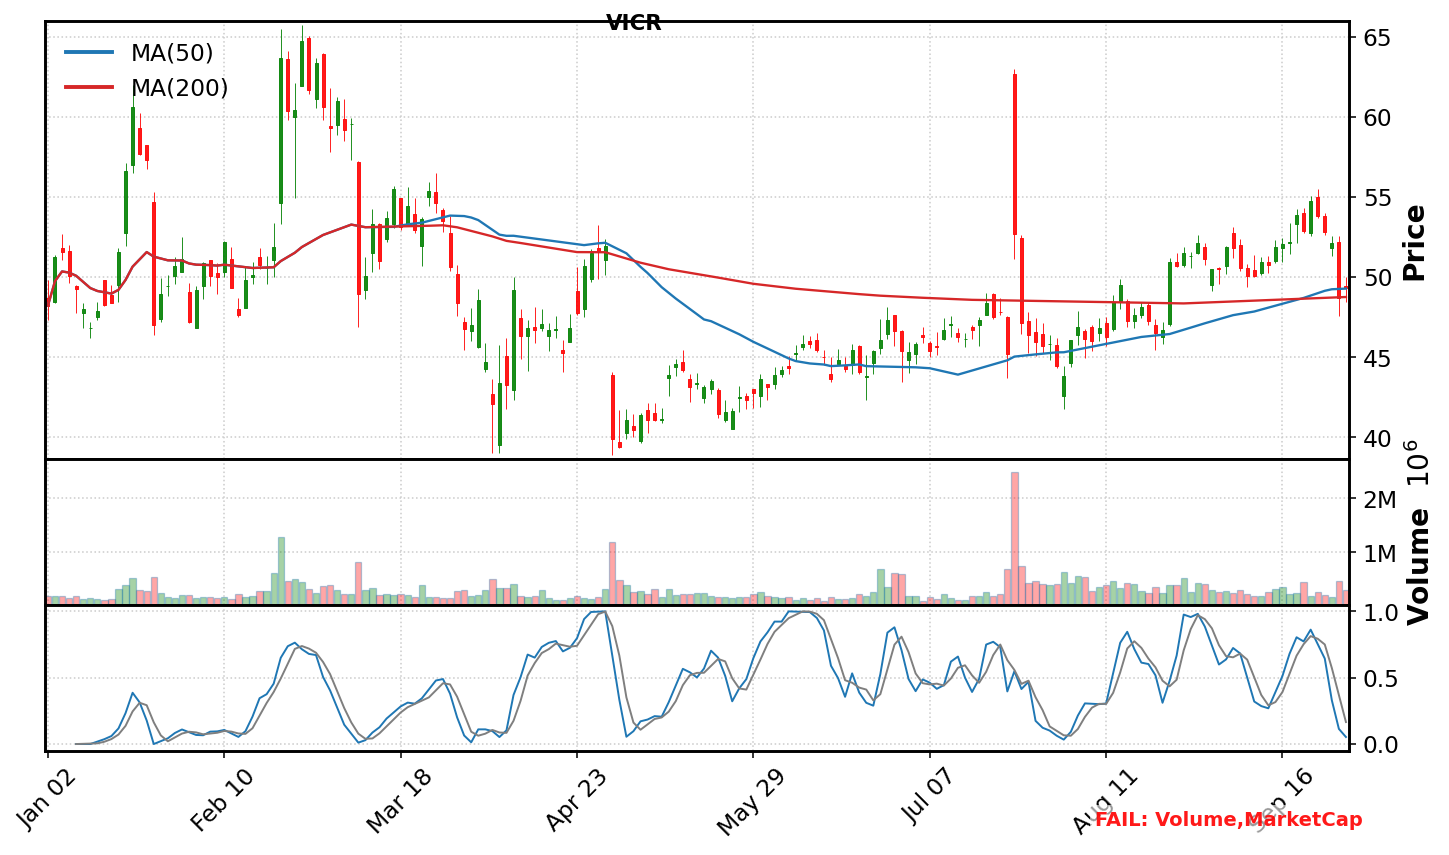 VICR
MA(50)
MA(200)
65
60
55
50
45
40
Price
2M
1M
Volume 10^6
1.0
0.5
0.0
Jan 02
Feb 10
Mar 18
Apr 23
May 29
Jul 07
Aug 11
Sep 16
FAIL: Volume,MarketCap